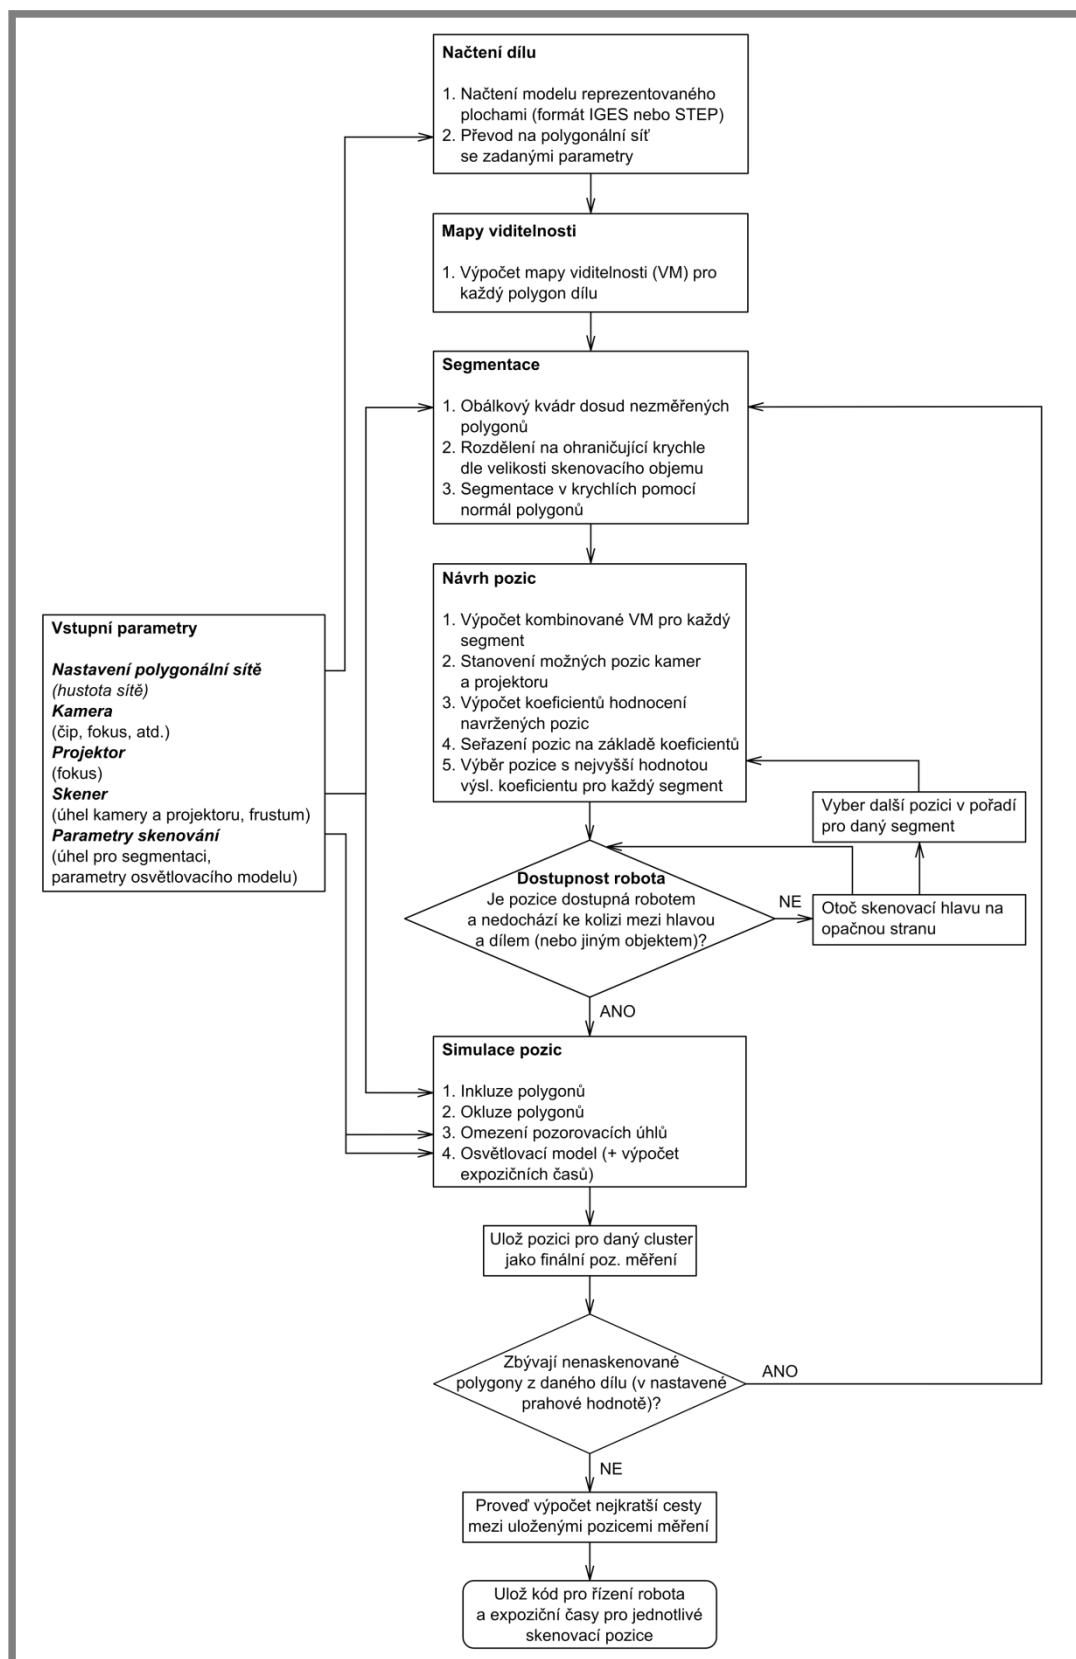 Načtení dílu
1. Načtení modelu reprezentovaného
plochami (formát IGES nebo STEP)
2. Převod na polygonální síť
se zadanými parametry
Mapy viditelnosti
1. Výpočet mapy viditelnosti (VM) pro
každý polygon dílu
Segmentace
1. Obálkový kvádr dosud nezměřených
polygonů
2. Rozdělení na ohraničující krychle
dle velikosti skenovacího objemu
3. Segmentace v krychlích pomocí
normál polygonů
Návrh pozic
1. Výpočet kombinované VM pro každý
segment
2. Stanovení možných pozic kamer
a projektoru
3. Výpočet koeficientů hodnocení
navržených pozic
4. Seřazení pozic na základě koeficientů
5. Výběr pozice s nejvyšší hodnotou
výsl. koeficientu pro každý segment
Vstupní parametry
Nastavení polygonální sítě
(hustota sítě)
Kamera
(čip, fokus, atd.)
Projektor
(fokus)
Skener
(úhel kamery a projektoru, frustum)
Parametry skenování
(úhel pro segmentaci,
parametry osvětlovacího modelu)
Vyber další pozici v pořadí
pro daný segment
Dostupnost robota
Je pozice dostupná robotem
a nedochází ke kolizi mezi hlavou
a dílem (nebo jiným objektem)?
NE
Otoč skenovací hlavu na
opačnou stranu
ANO
Simulace pozic
1. Inkluze polygonů
2. Okluze polygonů
3. Omezení pozorovacích úhlů
4. Osvětlovací model (+ výpočet
expozičních časů)
Ulož pozici pro daný cluster
jako finální poz. měření
Zbývají nenaskenované
polygony z daného dílu (v nastavené
prahové hodnotě)?
ANO
NE
Proveď výpočet nejkratší cesty
mezi uloženými pozicemi měření
Ulož kód pro řízení robota
a expoziční časy pro jednotlivé
skenovací pozice